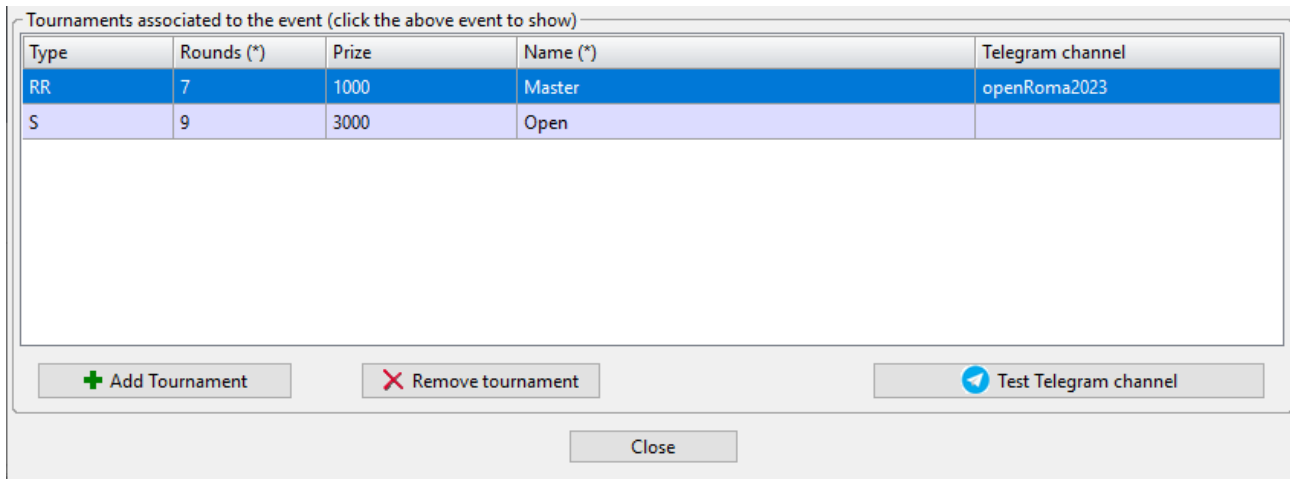 Tournaments associated to the event (click the above event to show)
Type Rounds (*) Prize Name (*) Telegram channel
RR 7 1000 Master openRoma2023
S 9 3000 Open
Add Tournament Remove tournament Test Telegram channel
Close